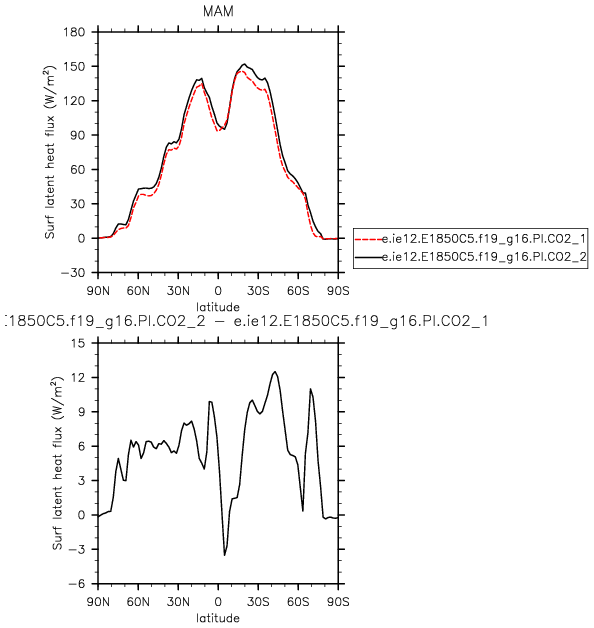 MAM
180
150
120
90
60
30
0
−30
Surf latent heat flux (W/m²)
90N 60N 30N 0 30S 60S 90S
latitude
e.ie12.E1850C5.f19_g16.PI.CO2_1
e.ie12.E1850C5.f19_g16.PI.CO2_2
:1850C5.f19_g16.PI.CO2_2 − e.ie12.E1850C5.f19_g16.PI.CO2_1
15
12
9
6
3
0
−3
−6
Surf latent heat flux (W/m²)
90N 60N 30N 0 30S 60S 90S
latitude